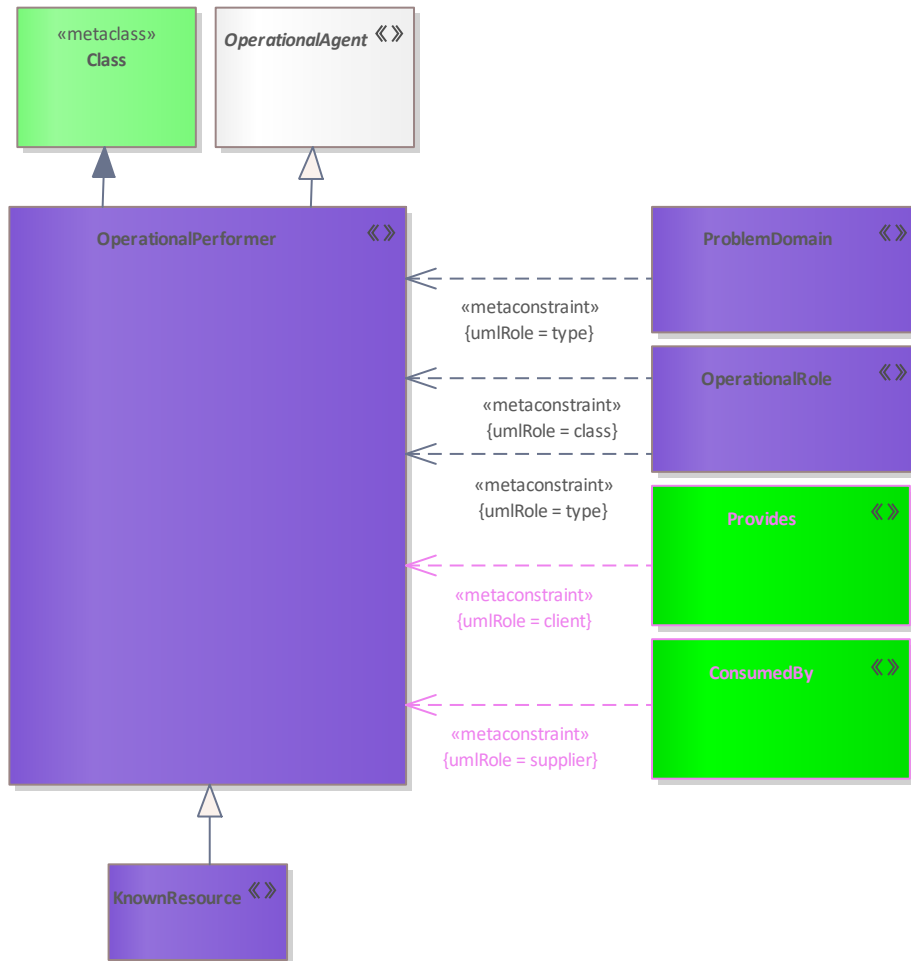 «metaclass»
Class
OperationalAgent «»
OperationalPerformer «»
ProblemDomain «»
«metaconstraint»
{umlRole = type}
OperationalRole «»
«metaconstraint»
{umlRole = class}
«metaconstraint»
{umlRole = type}
Provides «»
«metaconstraint»
{umlRole = client}
ConsumedBy «»
«metaconstraint»
{umlRole = supplier}
KnownResource «»